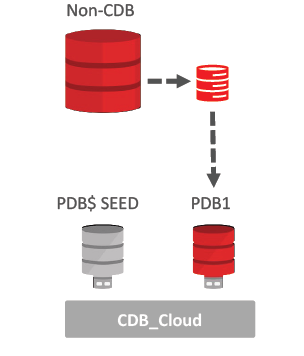 Non-CDB
PDB$ SEED
PDB1
CDB_Cloud